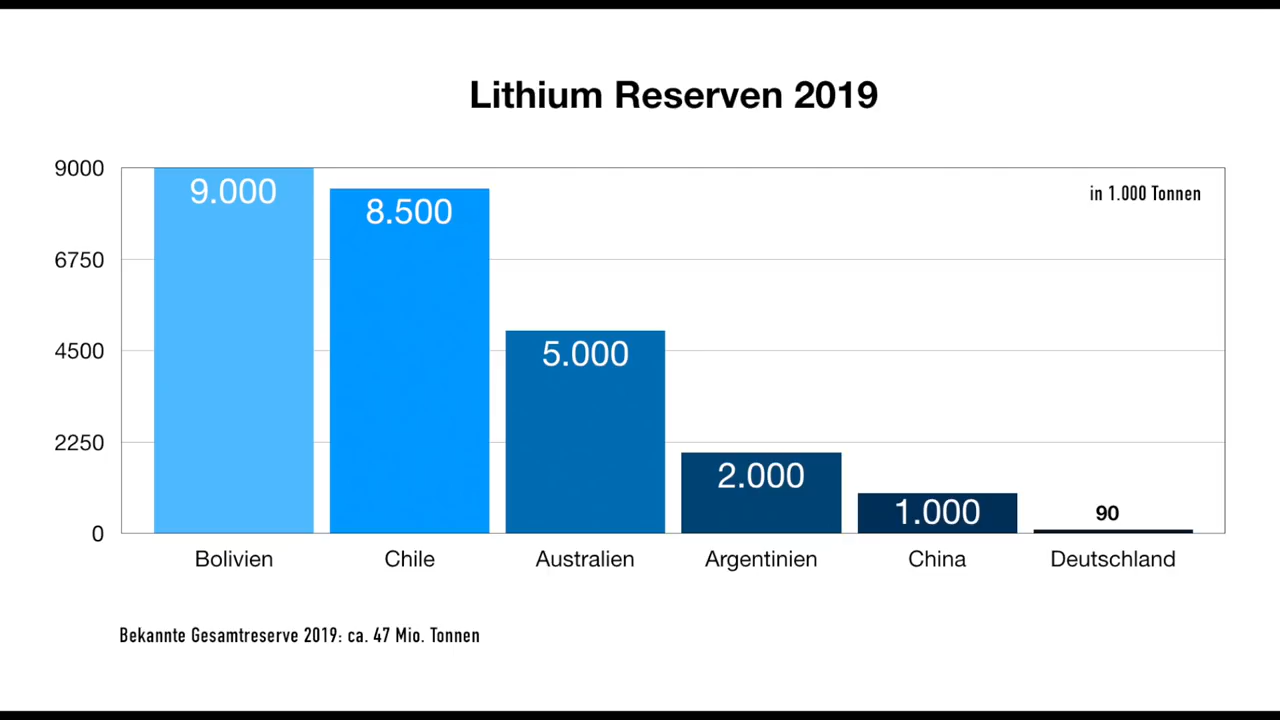 Lithium Reserven 2019
9000
in 1.000 Tonnen
9.000
8.500
6750
5.000
4500
2250
2.000
1.000
90
0
Bolivien Chile Australien Argentinien China Deutschland
Bekannte Gesamtreserve 2019: ca. 47 Mio. Tonnen